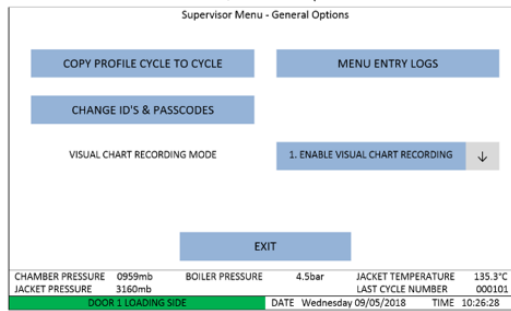 Supervisor Menu - General Options
COPY PROFILE CYCLE TO CYCLE MENU ENTRY LOGS
CHANGE ID'S & PASSCODES
VISUAL CHART RECORDING MODE 1. ENABLE VISUAL CHART RECORDING ↓
EXIT
CHAMBER PRESSURE 0959mb BOILER PRESSURE 4.5bar JACKET TEMPERATURE 135.3°C
JACKET PRESSURE 3160mb LAST CYCLE NUMBER 000101
DOOR 1 LOADING SIDE DATE Wednesday 09/05/2018 TIME 10:26:28